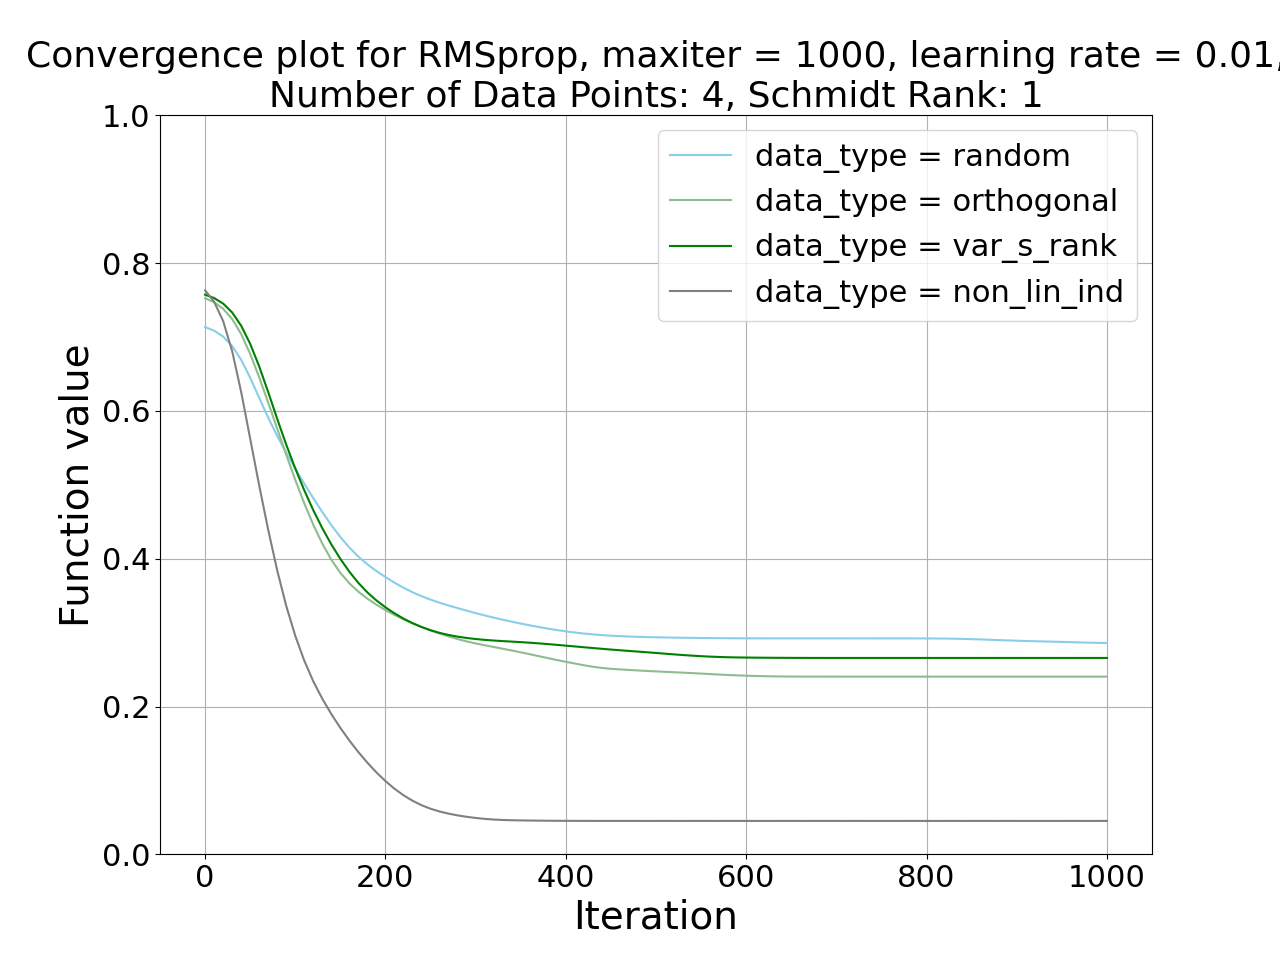 Convergence plot for RMSprop, maxiter = 1000, learning rate = 0.01,
Number of Data Points: 4, Schmidt Rank: 1
1.0
0.8
0.6
0.4
0.2
0.0
Function value
data_type = random
data_type = orthogonal
data_type = var_s_rank
data_type = non_lin_ind
0 200 400 600 800 1000
Iteration